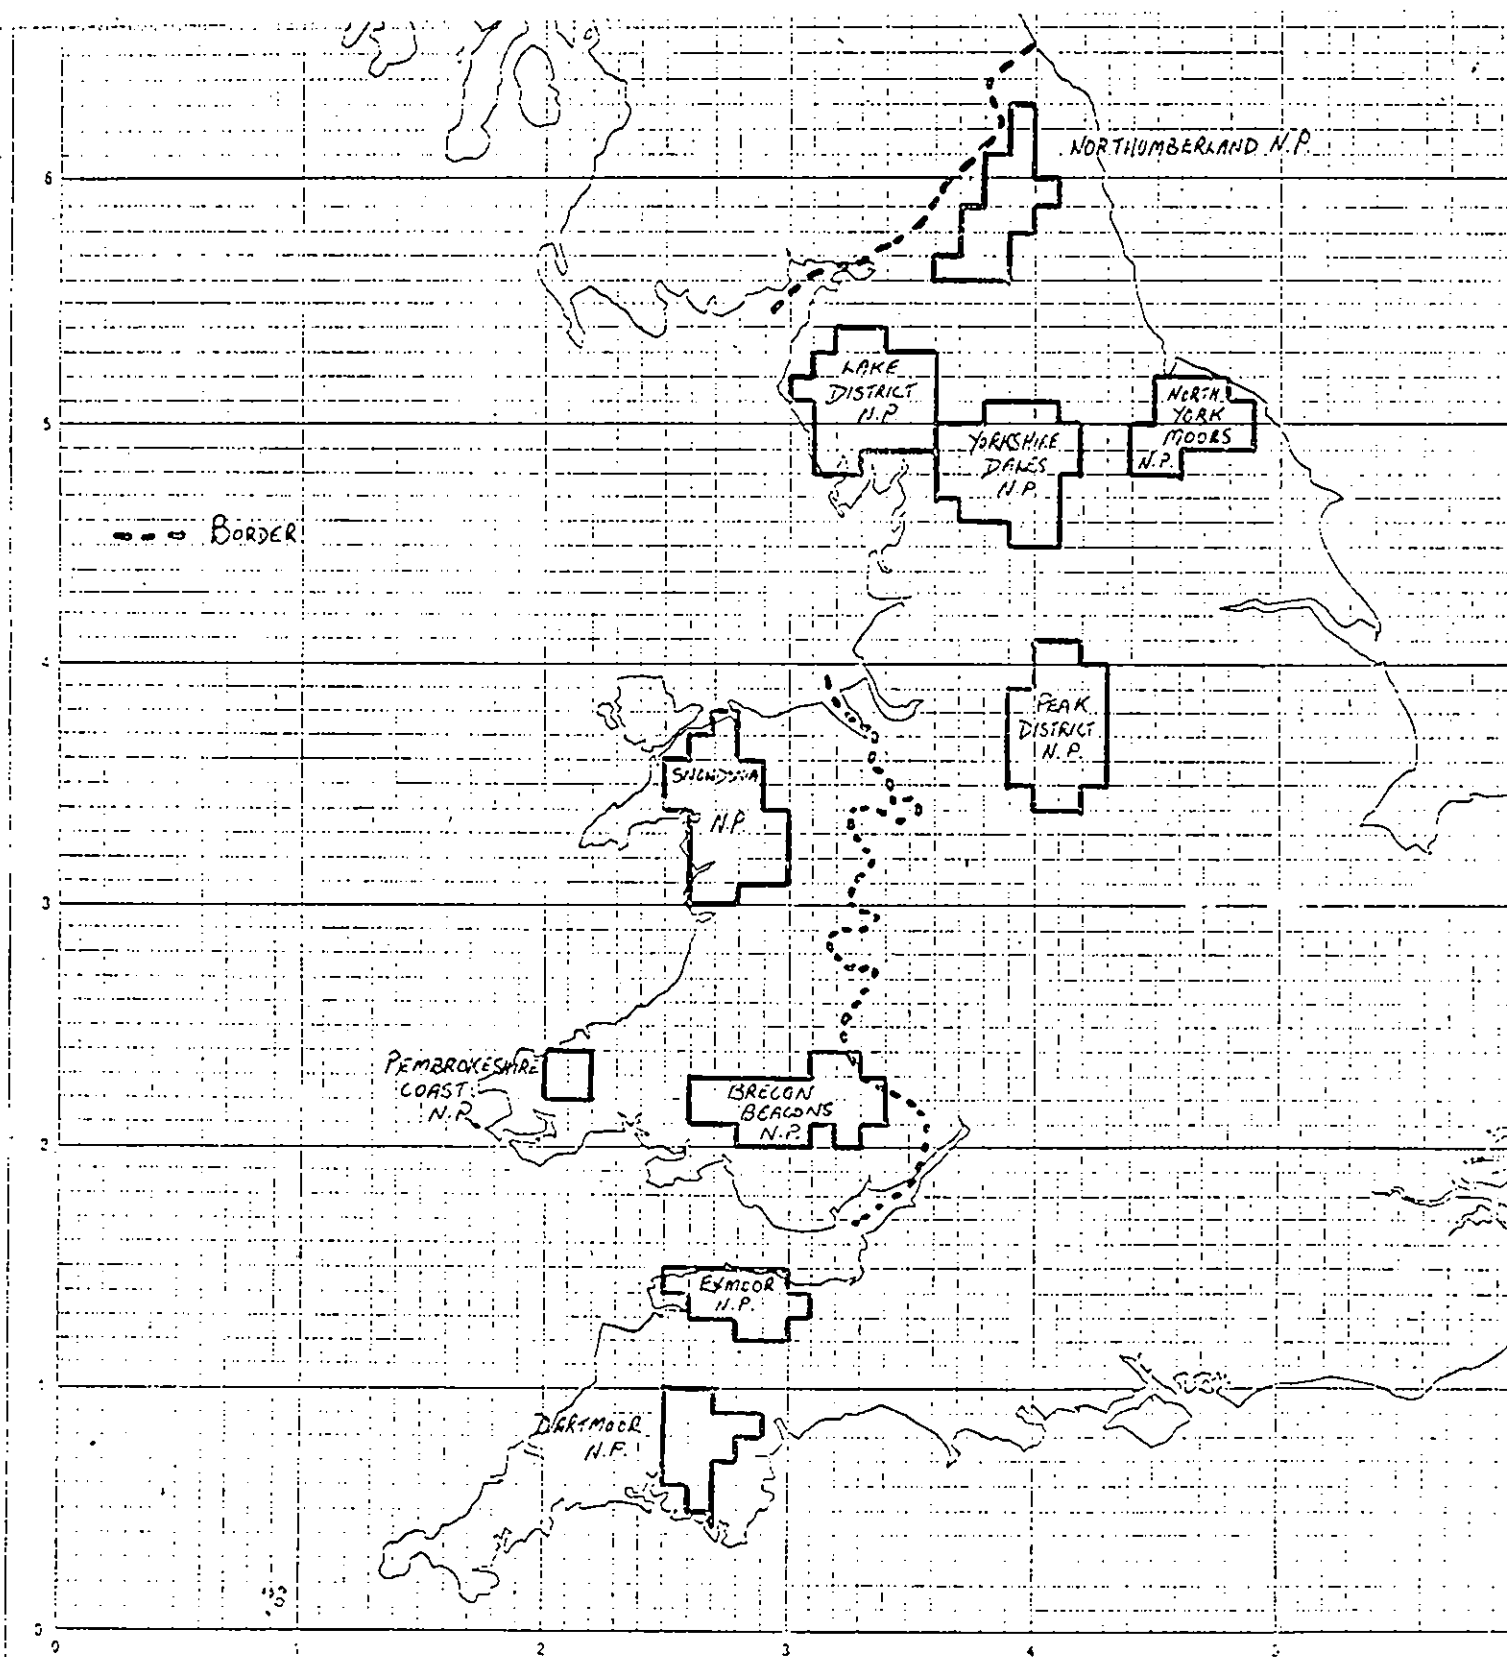 NORTHUMBERLAND N.P.
6
LAKE
DISTRICT
N.P.
NORTH
YORK
MOORS
N.P.
5
YORKSHIRE
DALES
N.P.
BORDER
4
PEAK
DISTRICT
N.P.
SNOWDONIA
N.P.
3
PEMBROKESHIRE
COAST
N.P.
BRECON
BEACONS
N.P.
2
EXMOOR
N.P.
1
DARTMOOR
N.P.
0
0 1 2 3 4 5